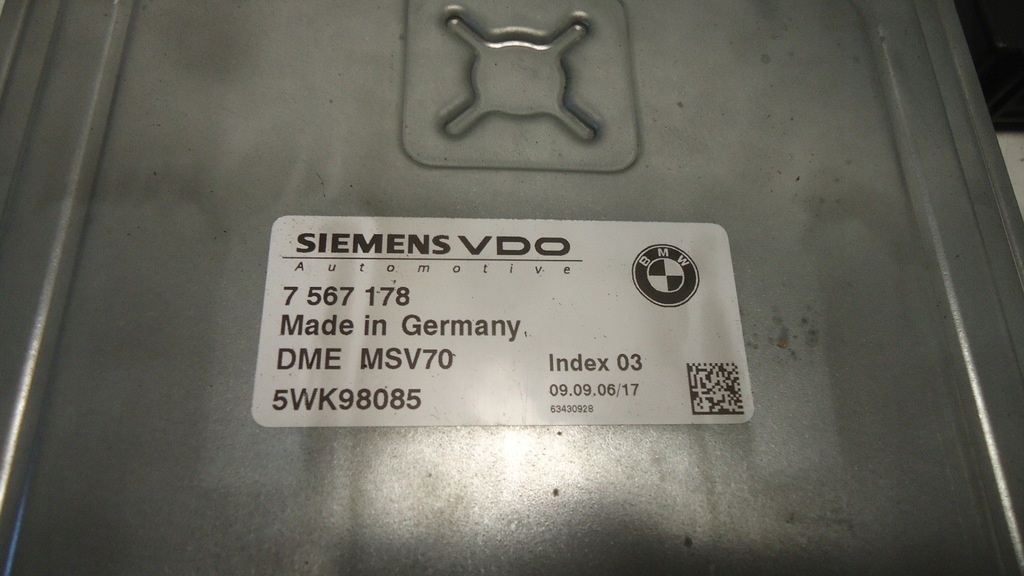 SIEMENS VDO
Automotive
BMW
7 567 178
Made in Germany
DME MSV70
Index 03
5WK98085
09.09.06/17
63430928